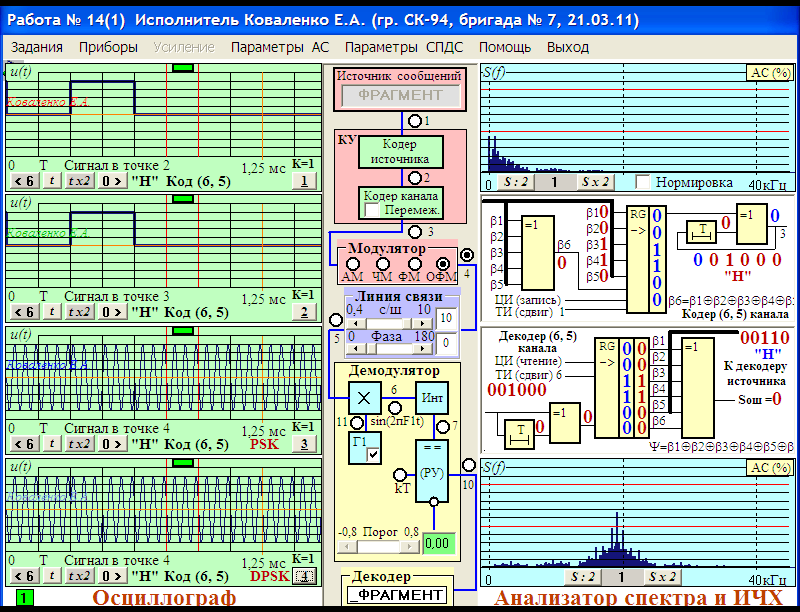 Работа № 14(1) Исполнитель Коваленко Е.А. (гр. СК-94, бригада № 7, 21.03.11)
Задания Приборы Усиление Параметры АС Параметры СПДС Помощь Выход
u(t)
Коваленко Е.А.
0 T Сигнал в точке 2 1,25 мс K=1
< 6 t t x2 0 > "Н" Код (6, 5) 1
u(t)
Коваленко Е.А.
0 T Сигнал в точке 3 1,25 мс K=1
< 6 t t x2 0 > "Н" Код (6, 5) 2
u(t)
Коваленко Е.А.
0 T Сигнал в точке 4 1,25 мс K=1
< 6 t t x2 0 > "Н" Код (6, 5) PSK 3
u(t)
Коваленко Е.А.
0 T Сигнал в точке 4 1,25 мс K=1
< 6 t t x2 0 > "Н" Код (6, 5) DPSK 4
1 Осциллограф
Источник сообщений
ФРАГМЕНТ
1
КУ
Кодер
источника
2
Кодер канала
Перемеж.
3
Модулятор
АМ ЧМ ФМ ОФМ 4
Линия связи
0,4 с/ш 10
10
0 Фаза 180
0
5
Демодулятор
X 6 Инт
11 sin(2πF1t)
Г1 7
= =
(РУ)
кТ 10
-0,8 Порог 0,8
0,00
Декодер
_ФРАГМЕНТ
S(f) АС (%)
0 S : 2 1 S x 2 Нормировка 40кГц
β1
β2
β3
β4
β5
=1
β6
0
β1 0
β2 0
β3 1
β4 1
β5 0
RG
–>
0
0
1
1
0
0
T 0 =1 0
3
0 0 1 0 0 0
"Н"
ЦИ (запись)
ТИ (сдвиг) 1
β6=β1⊕β2⊕β3⊕β4⊕β
Кодер (6, 5) канала
Декодер (6, 5)
канала
ЦИ (чтение)
ТИ (сдвиг) 6
001000
T 0 =1 0
RG
–>
0 0
0 0
1 1
1 1
0 0
0 0
β1
β2
β3
β4
β5
β6
=1
00110
"Н"
К декодеру
источника
Sош =0
Ψ=β1⊕β2⊕β3⊕β4⊕β5⊕β
S(f) АС (%)
0 S : 2 1 S x 2 40кГц
Анализатор спектра и ИЧХ